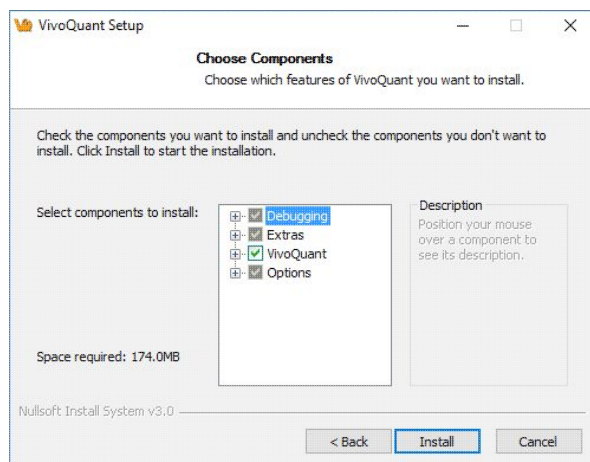 VivoQuant Setup
Choose Components
Choose which features of VivoQuant you want to install.
Check the components you want to install and uncheck the components you don't want to
install. Click Install to start the installation.
Select components to install:
Debugging
Extras
VivoQuant
Options
Description
Position your mouse
over a component to
see its description.
Space required: 174.0MB
Nullsoft Install System v3.0
< Back
Install
Cancel